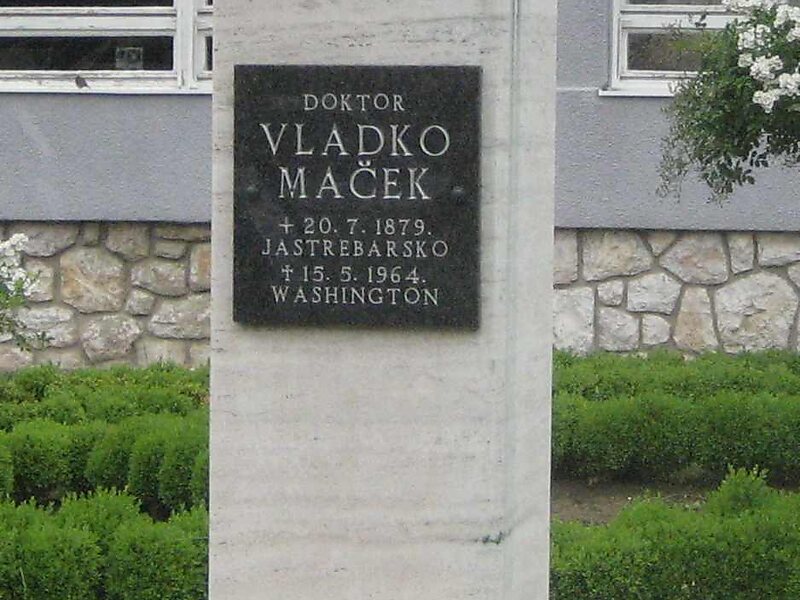 DOKTOR
VLADKO
MAČEK
+ 20. 7. 1879.
JASTREBARSKO
‡ 15. 5. 1964.
WASHINGTON